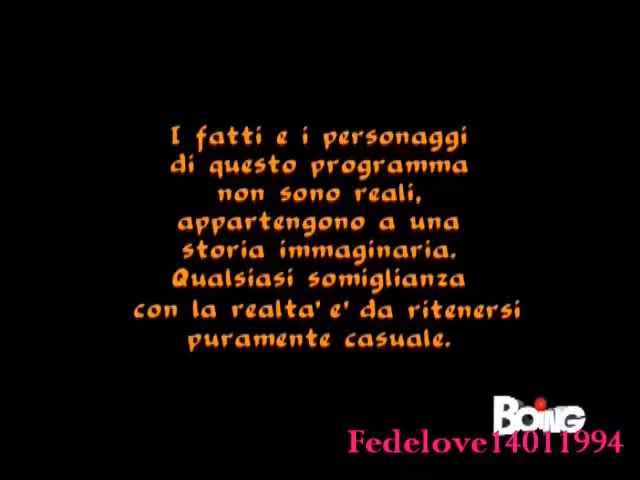 I fatti e i personaggi
di questo programma
non sono reali,
appartengono a una
storia immaginaria.
Qualsiasi somiglianza
con la realta' e' da ritenersi
puramente casuale.
BOING
Fedelove14011994